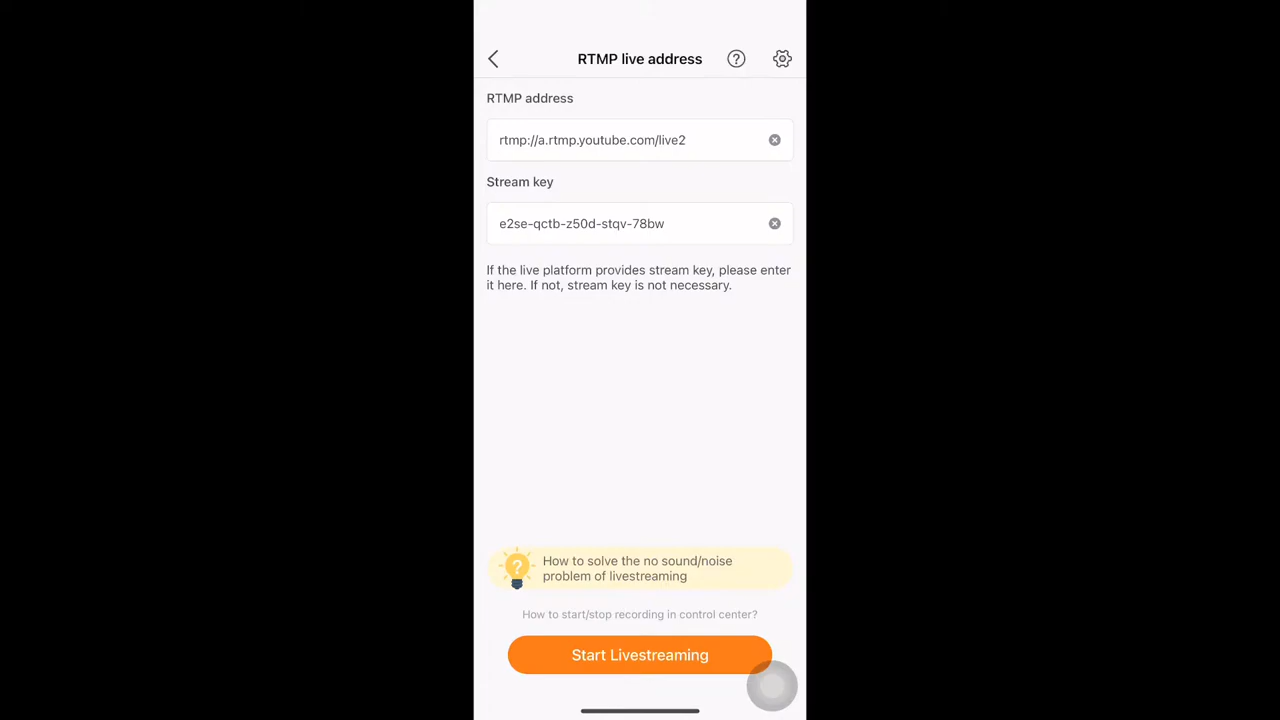 RTMP live address
RTMP address
rtmp://a.rtmp.youtube.com/live2
Stream key
e2se-qctb-z50d-stqv-78bw
If the live platform provides stream key, please enter
it here. If not, stream key is not necessary.
How to solve the no sound/noise
problem of livestreaming
How to start/stop recording in control center?
Start Livestreaming